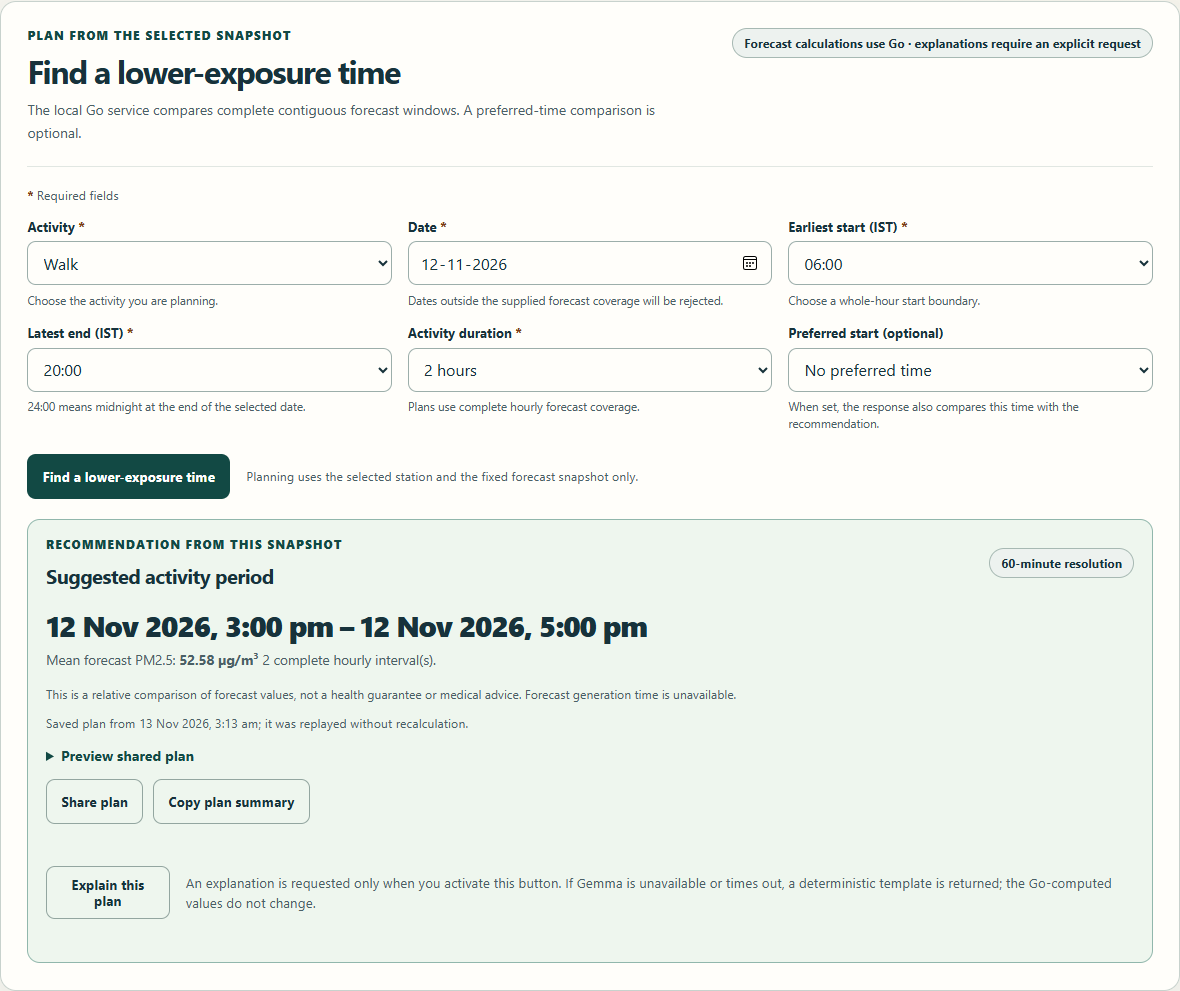 PLAN FROM THE SELECTED SNAPSHOT
Forecast calculations use Go · explanations require an explicit request
Find a lower-exposure time
The local Go service compares complete contiguous forecast windows. A preferred-time comparison is
optional.
* Required fields
Activity *
Date *
Earliest start (IST) *
Walk
12-11-2026
06:00
Choose the activity you are planning.
Dates outside the supplied forecast coverage will be rejected.
Choose a whole-hour start boundary.
Latest end (IST) *
Activity duration *
Preferred start (optional)
20:00
2 hours
No preferred time
24:00 means midnight at the end of the selected date.
Plans use complete hourly forecast coverage.
When set, the response also compares this time with the
recommendation.
Find a lower-exposure time
Planning uses the selected station and the fixed forecast snapshot only.
RECOMMENDATION FROM THIS SNAPSHOT
60-minute resolution
Suggested activity period
12 Nov 2026, 3:00 pm – 12 Nov 2026, 5:00 pm
Mean forecast PM2.5: 52.58 µg/m³ 2 complete hourly interval(s).
This is a relative comparison of forecast values, not a health guarantee or medical advice. Forecast generation time is unavailable.
Saved plan from 13 Nov 2026, 3:13 am; it was replayed without recalculation.
Preview shared plan
Share plan
Copy plan summary
Explain this
plan
An explanation is requested only when you activate this button. If Gemma is unavailable or times out, a deterministic template is returned; the Go-computed
values do not change.